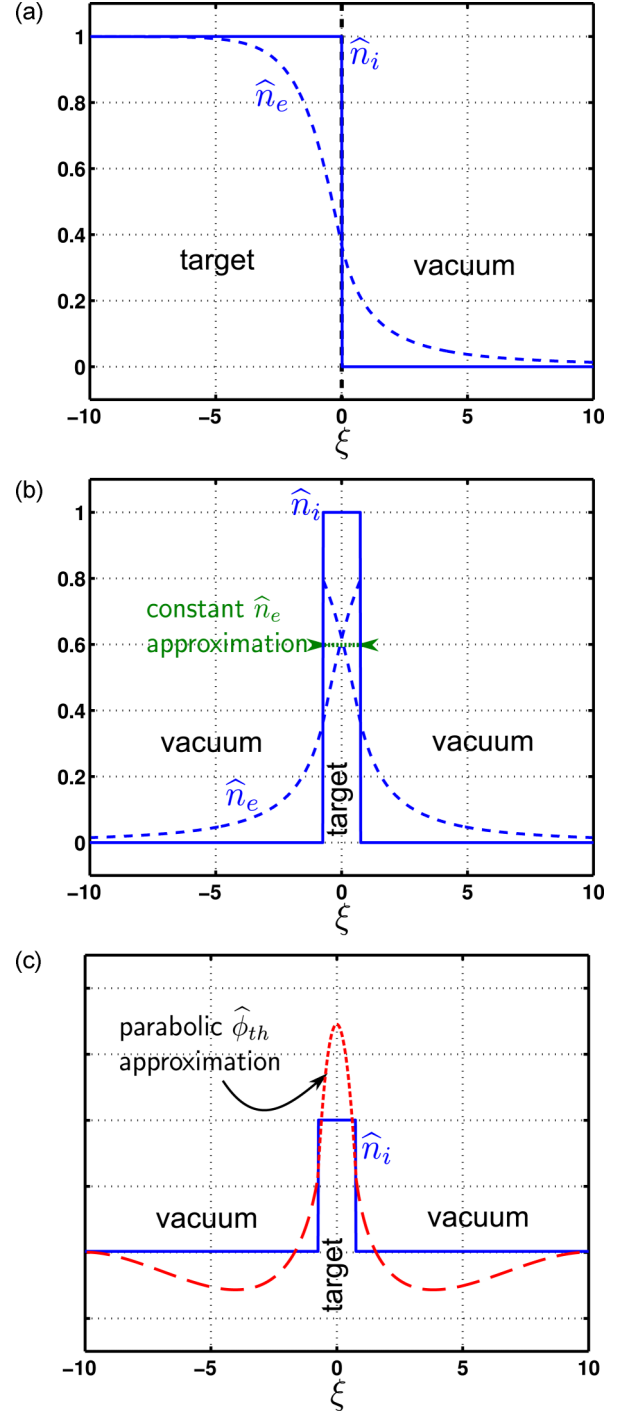 (a)
1
n̂ᵢ
n̂ₑ
0.8
0.6
0.4
target
vacuum
0.2
0
−10
−5
0
5
10
ξ
(b)
n̂ᵢ
1
0.8
constant n̂ₑ
approximation
0.6
0.4
vacuum
target
vacuum
0.2
n̂ₑ
0
−10
−5
0
5
10
ξ
(c)
parabolic ϕ̂ₜₕ
approximation
n̂ᵢ
vacuum
target
vacuum
−10
−5
0
5
10
ξ